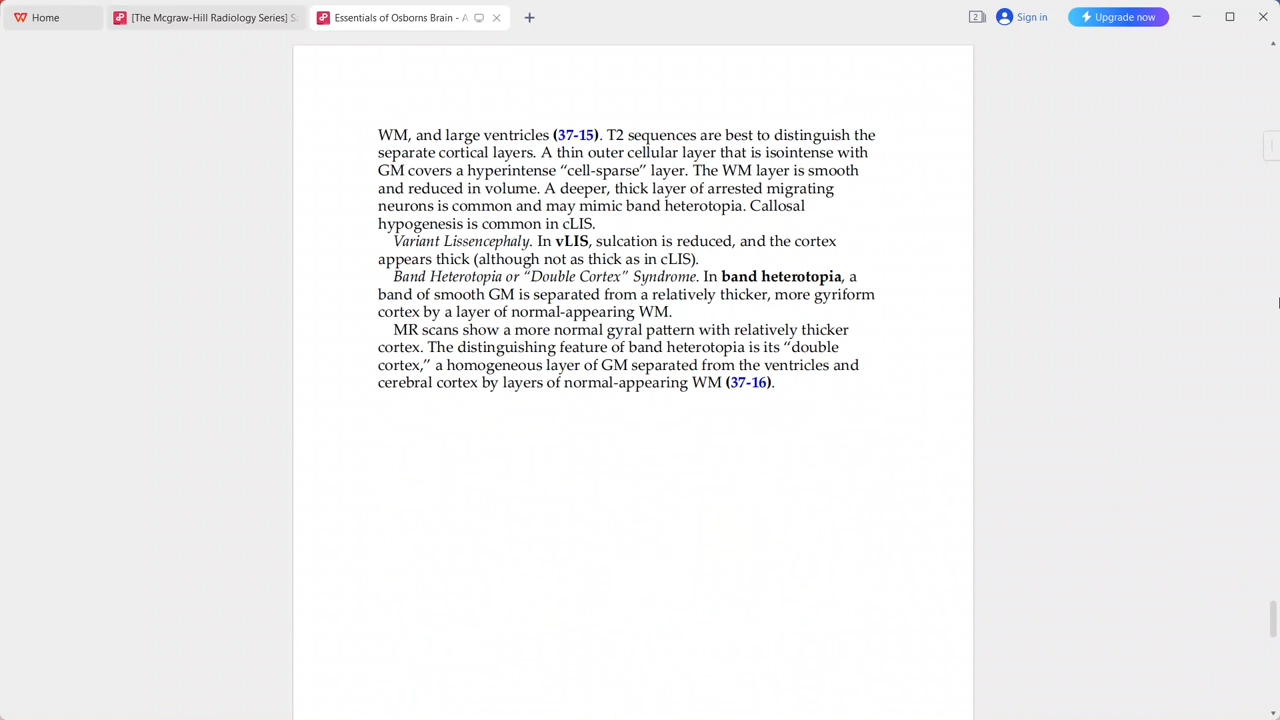 Home
[The Mcgraw-Hill Radiology Series] S.
Essentials of Osborns Brain - A
2
Sign in
Upgrade now
WM, and large ventricles (37-15). T2 sequences are best to distinguish the
separate cortical layers. A thin outer cellular layer that is isointense with
GM covers a hyperintense “cell-sparse” layer. The WM layer is smooth
and reduced in volume. A deeper, thick layer of arrested migrating
neurons is common and may mimic band heterotopia. Callosal
hypogenesis is common in cLIS.
Variant Lissencephaly. In vLIS, sulcation is reduced, and the cortex
appears thick (although not as thick as in cLIS).
Band Heterotopia or “Double Cortex” Syndrome. In band heterotopia, a
band of smooth GM is separated from a relatively thicker, more gyriform
cortex by a layer of normal-appearing WM.
MR scans show a more normal gyral pattern with relatively thicker
cortex. The distinguishing feature of band heterotopia is its “double
cortex,” a homogeneous layer of GM separated from the ventricles and
cerebral cortex by layers of normal-appearing WM (37-16).